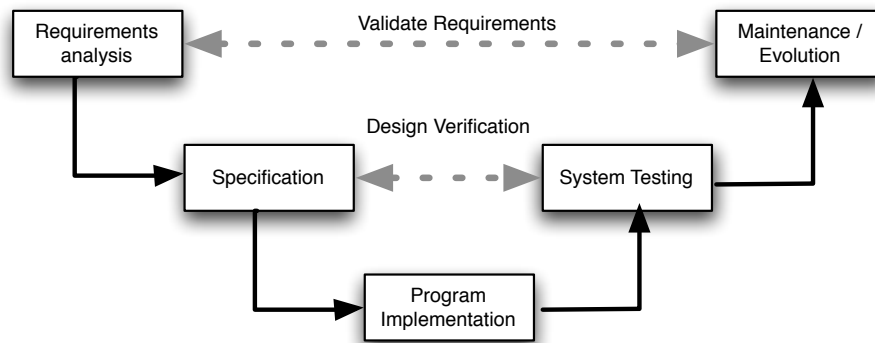 Validate Requirements
Requirements
analysis
Maintenance /
Evolution
Design Verification
Specification
System Testing
Program
Implementation